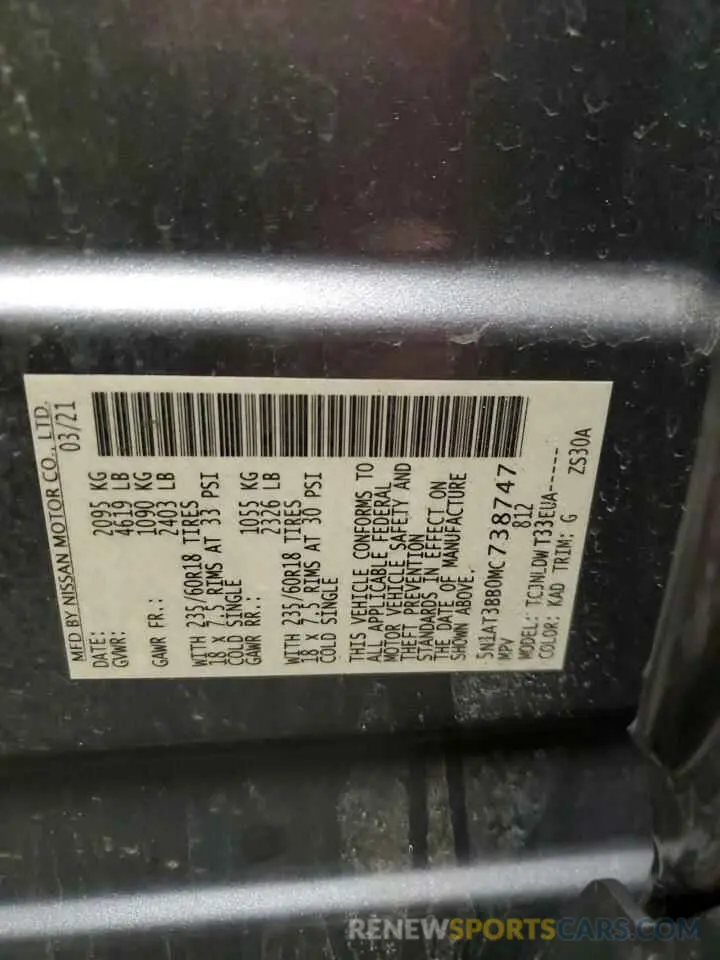 MFD BY NISSAN MOTOR CO., LTD.
DATE: 03/21
GVWR: 2095 KG
4619 LB
GAWR FR.: 1090 KG
2403 LB
WITH 235/60R18 TIRES
18 X 7.5 RIMS AT 33 PSI
COLD SINGLE
GAWR RR.: 1055 KG
2326 LB
WITH 235/60R18 TIRES
18 X 7.5 RIMS AT 30 PSI
COLD SINGLE
THIS VEHICLE CONFORMS TO
ALL APPLICABLE FEDERAL
MOTOR VEHICLE SAFETY AND
THEFT PREVENTION
STANDARDS IN EFFECT ON
THE DATE OF MANUFACTURE
SHOWN ABOVE.
5N1AT3BB0MC738747
MPV 812
MODEL: TCJNLDW T33EUA------
COLOR: KAD TRIM: G ZS30A
RENEWSPORTSCARS.COM